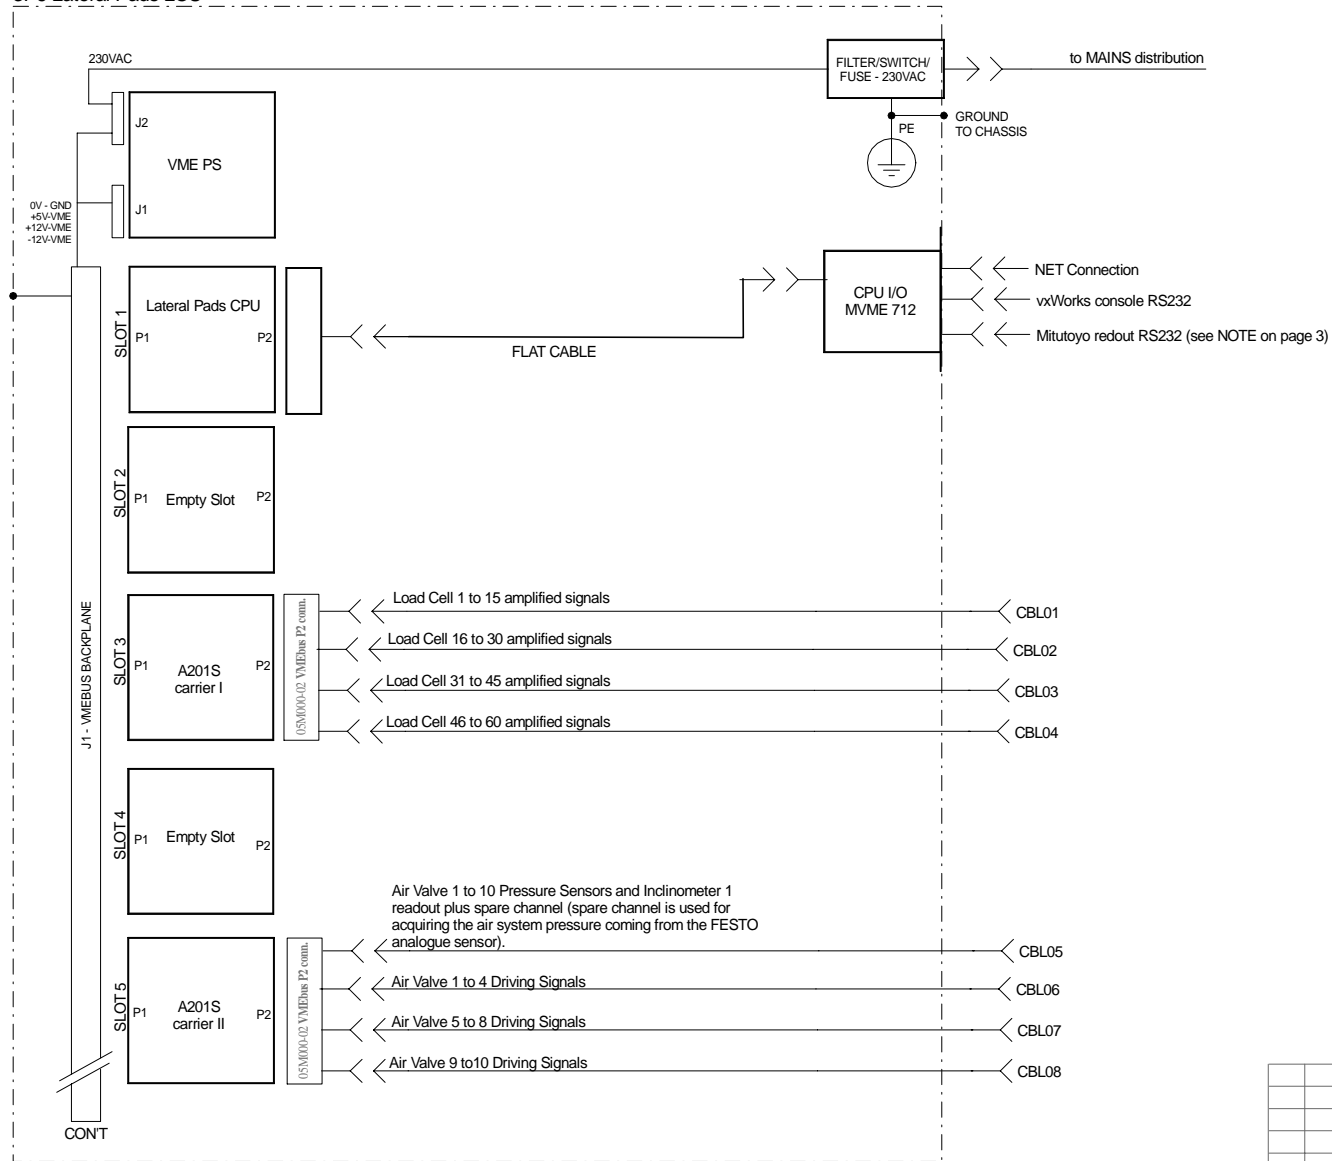 230VAC
FILTER/SWITCH/
FUSE - 230VAC
to MAINS distribution
GROUND
TO CHASSIS
PE
J2
VME PS
J1
0V - GND
+5V-VME
+12V-VME
-12V-VME
SLOT 1
Lateral Pads CPU
P1
P2
FLAT CABLE
CPU I/O
MVME 712
NET Connection
vxWorks console RS232
Mitutoyo redout RS232 (see NOTE on page 3)
SLOT 2
P1
Empty Slot
P2
J1 - VMEBUS BACKPLANE
SLOT 3
P1
A201S
carrier I
P2
05M000-02 VMEbus P2 conn.
Load Cell 1 to 15 amplified signals
CBL01
Load Cell 16 to 30 amplified signals
CBL02
Load Cell 31 to 45 amplified signals
CBL03
Load Cell 46 to 60 amplified signals
CBL04
SLOT 4
P1
Empty Slot
P2
Air Valve 1 to 10 Pressure Sensors and Inclinometer 1
readout plus spare channel (spare channel is used for
acquiring the air system pressure coming from the FESTO
analogue sensor).
CBL05
SLOT 5
P1
A201S
carrier II
P2
05M000-02 VMEbus P2 conn.
Air Valve 1 to 4 Driving Signals
CBL06
Air Valve 5 to 8 Driving Signals
CBL07
Air Valve 9 to10 Driving Signals
CBL08
CON'T